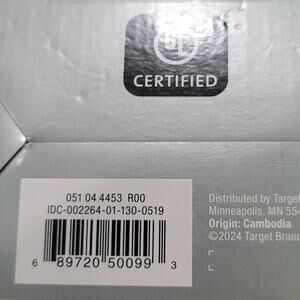 CERTIFIED
051 04 4453 R00
IDC-002264-01-130-0519
6 89720 50099 3
Distributed by Target
Minneapolis, MN
Origin: Cambodia
©2024 Target